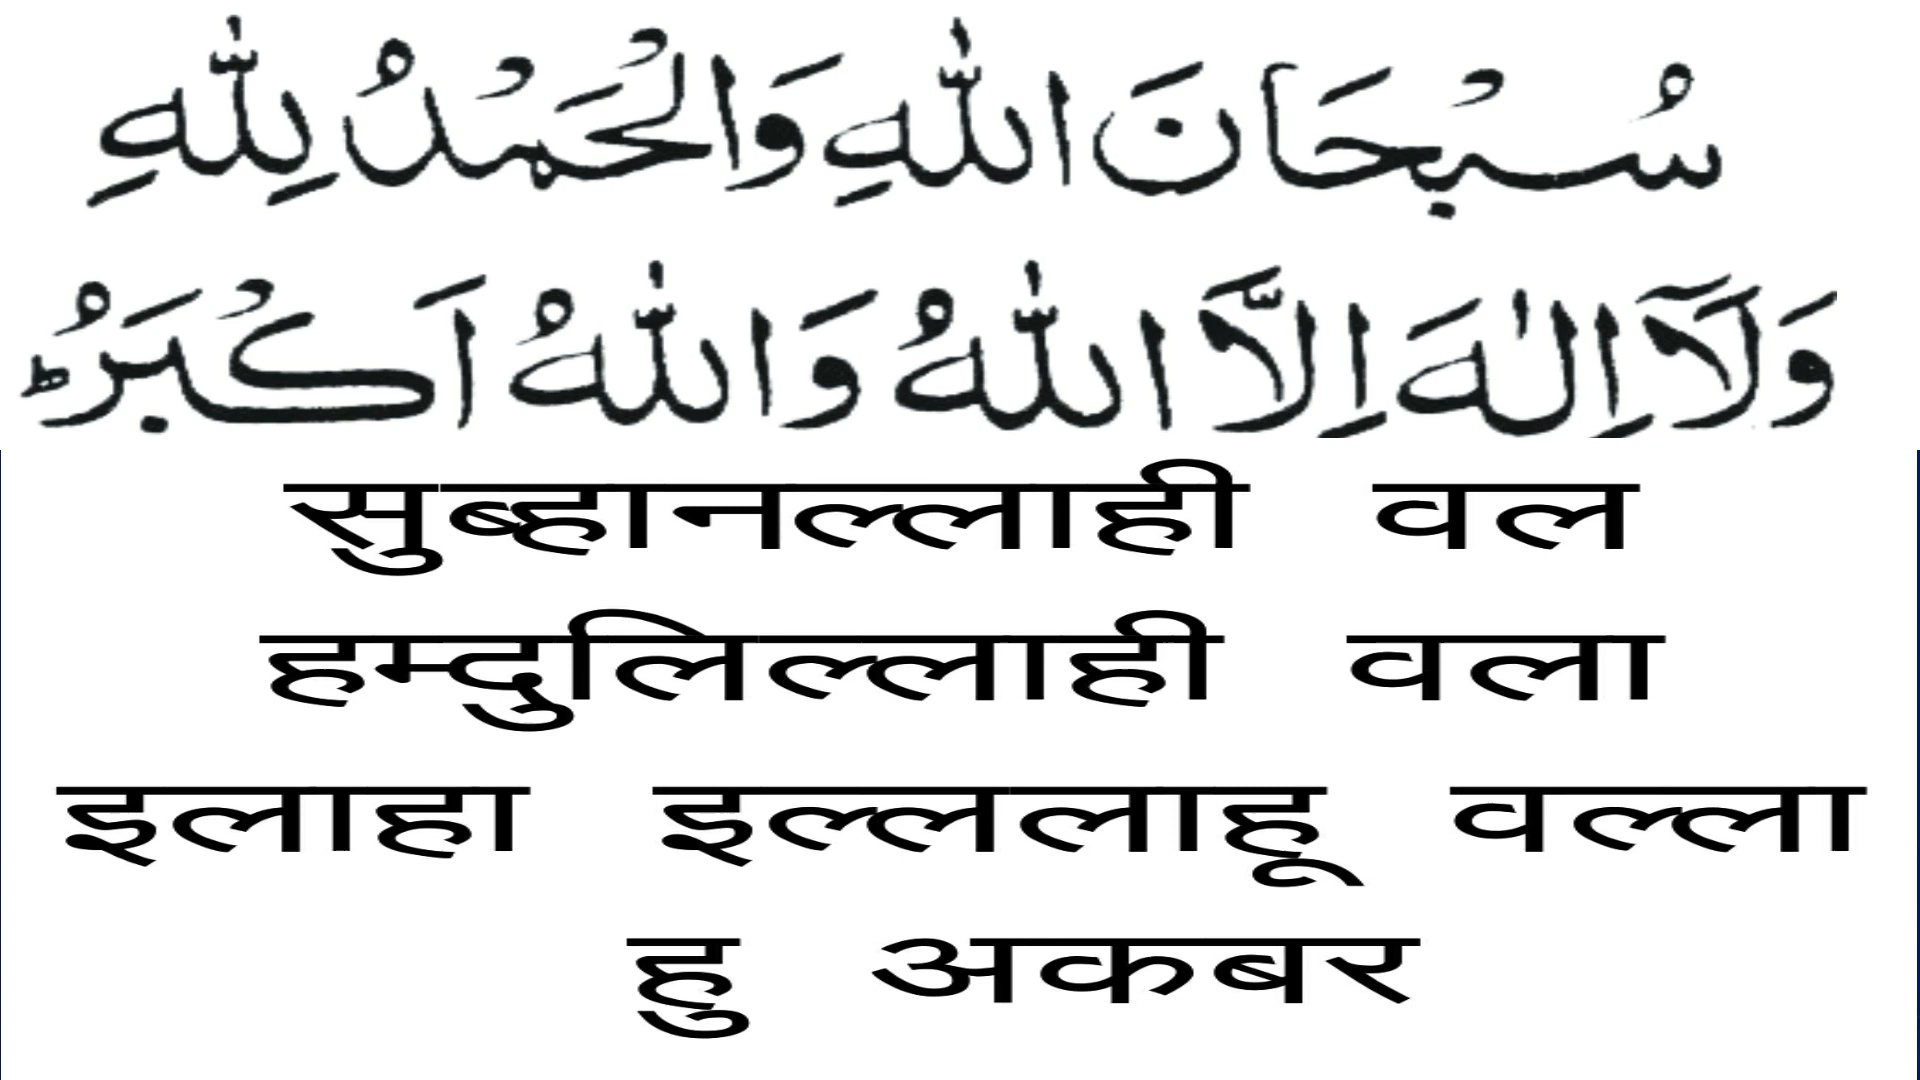 سُبْحَانَ اللّٰهِ وَالْحَمْدُ لِلّٰهِ
وَلَآ اِلٰهَ اِلَّا اللّٰهُ وَاللّٰهُ اَكْبَرُؕ
सुब्हानल्लाही वल
हम्दुलिल्लाही वला
इलाहा इल्ललाहू वल्ला
हु अकबर